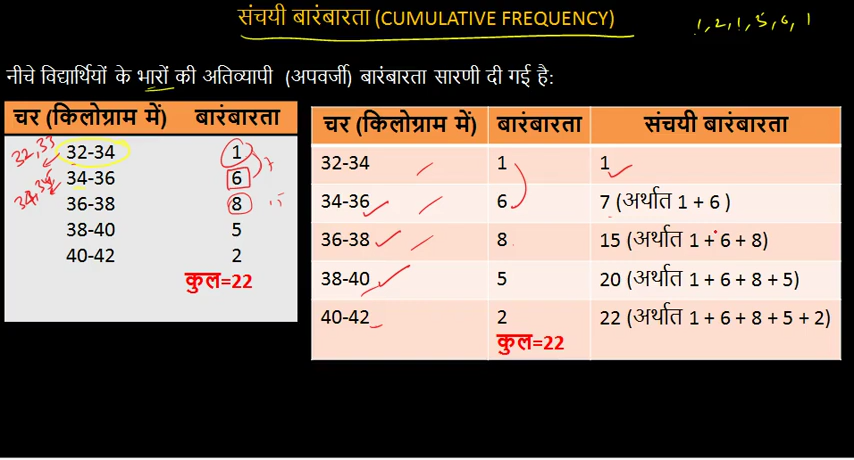 संचयी बारंबारता (CUMULATIVE FREQUENCY)
1, 2, 1, 5, 6, 1
नीचे विद्यार्थियों के भारों की अतिव्यापी (अपवर्जी) बारंबारता सारणी दी गई है:
चर (किलोग्राम में) बारंबारता
32,33 32-34 1
34-36 6 7
36-38 8 15
38-40 5
40-42 2
कुल=22
चर (किलोग्राम में) बारंबारता संचयी बारंबारता
32-34 1 1
34-36 6 7 (अर्थात 1 + 6)
36-38 8 15 (अर्थात 1 + 6 + 8)
38-40 5 20 (अर्थात 1 + 6 + 8 + 5)
40-42 2 22 (अर्थात 1 + 6 + 8 + 5 + 2)
कुल=22